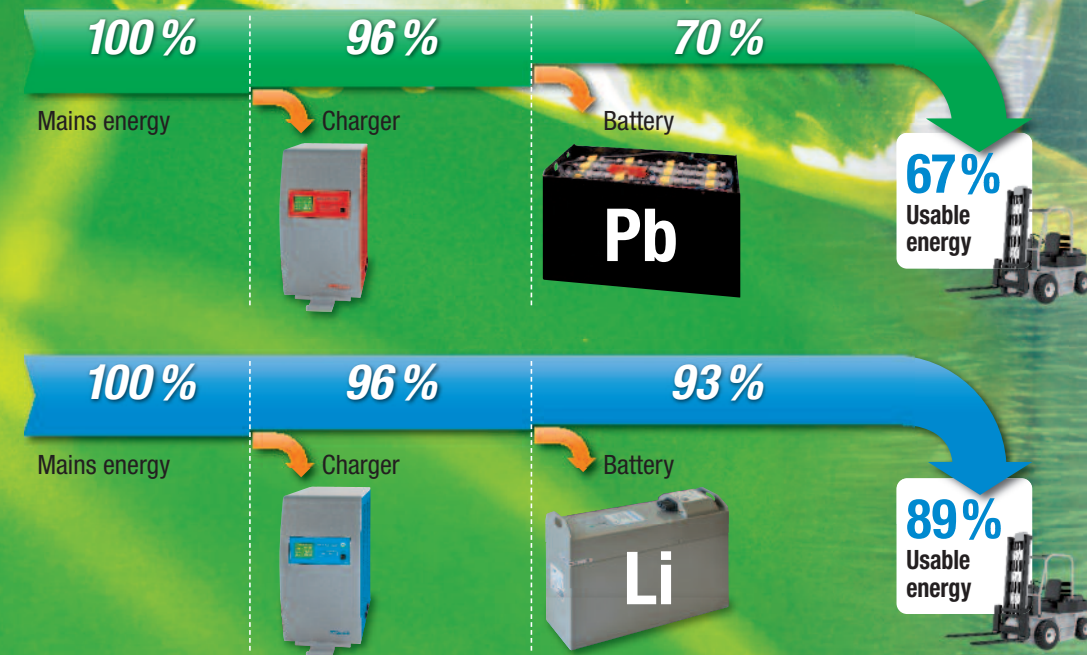 100 % 96 % 70 %
Mains energy Charger Battery
Pb
67 %
Usable
energy
100 % 96 % 93 %
Mains energy Charger Battery
Li
89 %
Usable
energy